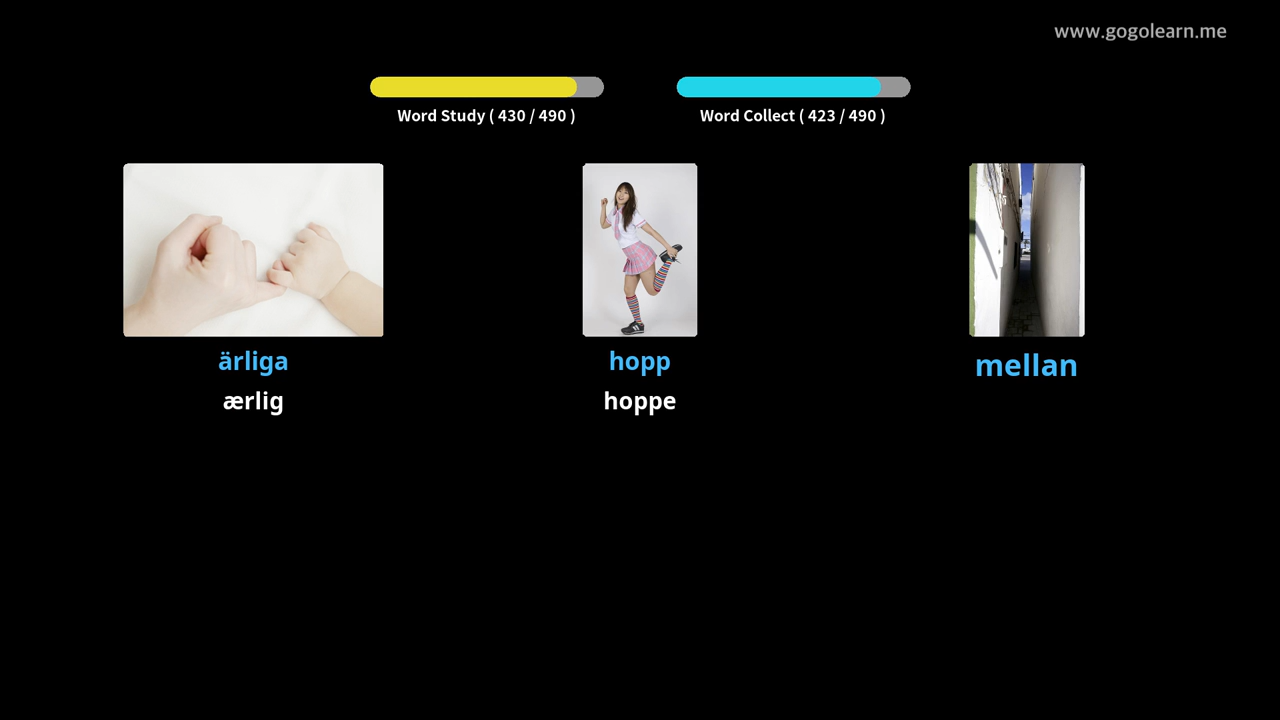 www.gogolearn.me
Word Study ( 430 / 490 )
Word Collect ( 423 / 490 )
ärliga
ærlig
hopp
hoppe
mellan